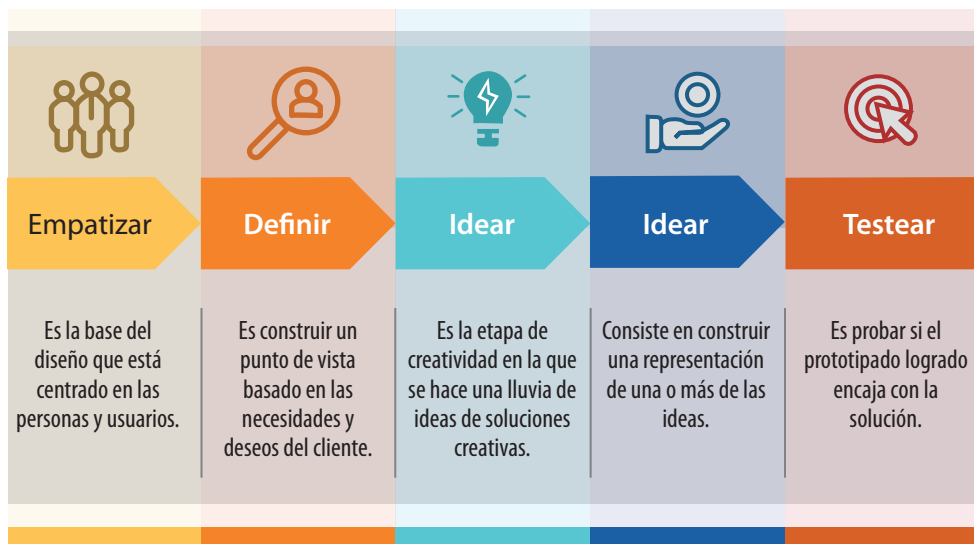 Empatizar
Definir
Idear
Idear
Testear
Es la base del
diseño que está
centrado en las
personas y usuarios.
Es construir un
punto de vista
basado en las
necesidades y
deseos del cliente.
Es la etapa de
creatividad en la que
se hace una lluvia de
ideas de soluciones
creativas.
Consiste en construir
una representación
de una o más de las
ideas.
Es probar si el
prototipado logrado
encaja con la
solución.